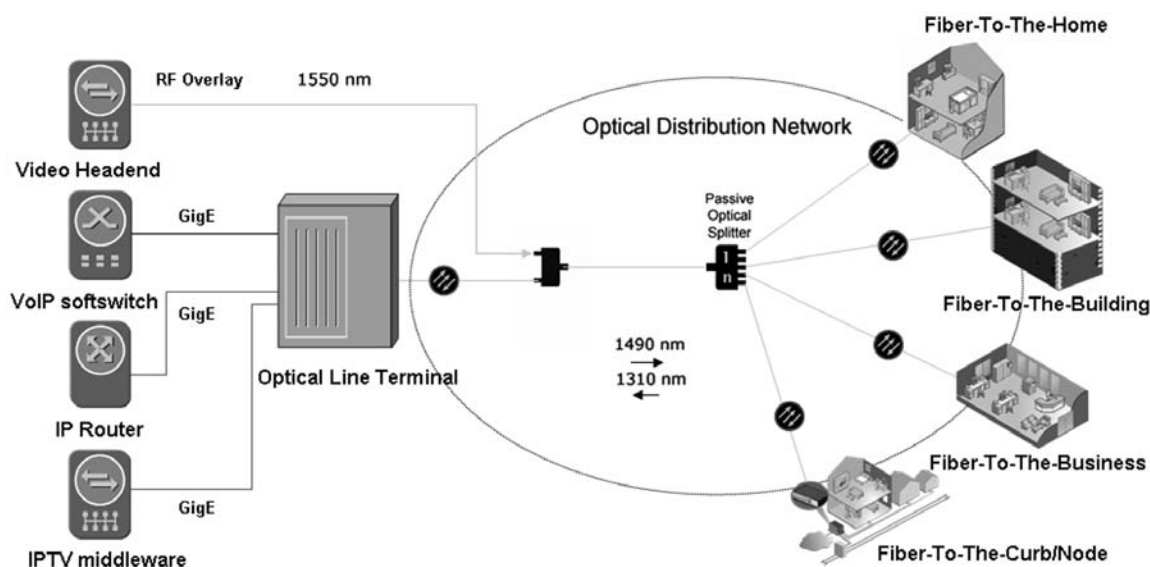 Fiber-To-The-Home
RF Overlay
1550 nm
Video Headend
Optical Distribution Network
GigE
VoIP softswitch
Passive
Optical
Splitter
1
n
Fiber-To-The-Building
GigE
Optical Line Terminal
IP Router
1490 nm
1310 nm
Fiber-To-The-Business
GigE
IPTV middleware
Fiber-To-The-Curb/Node